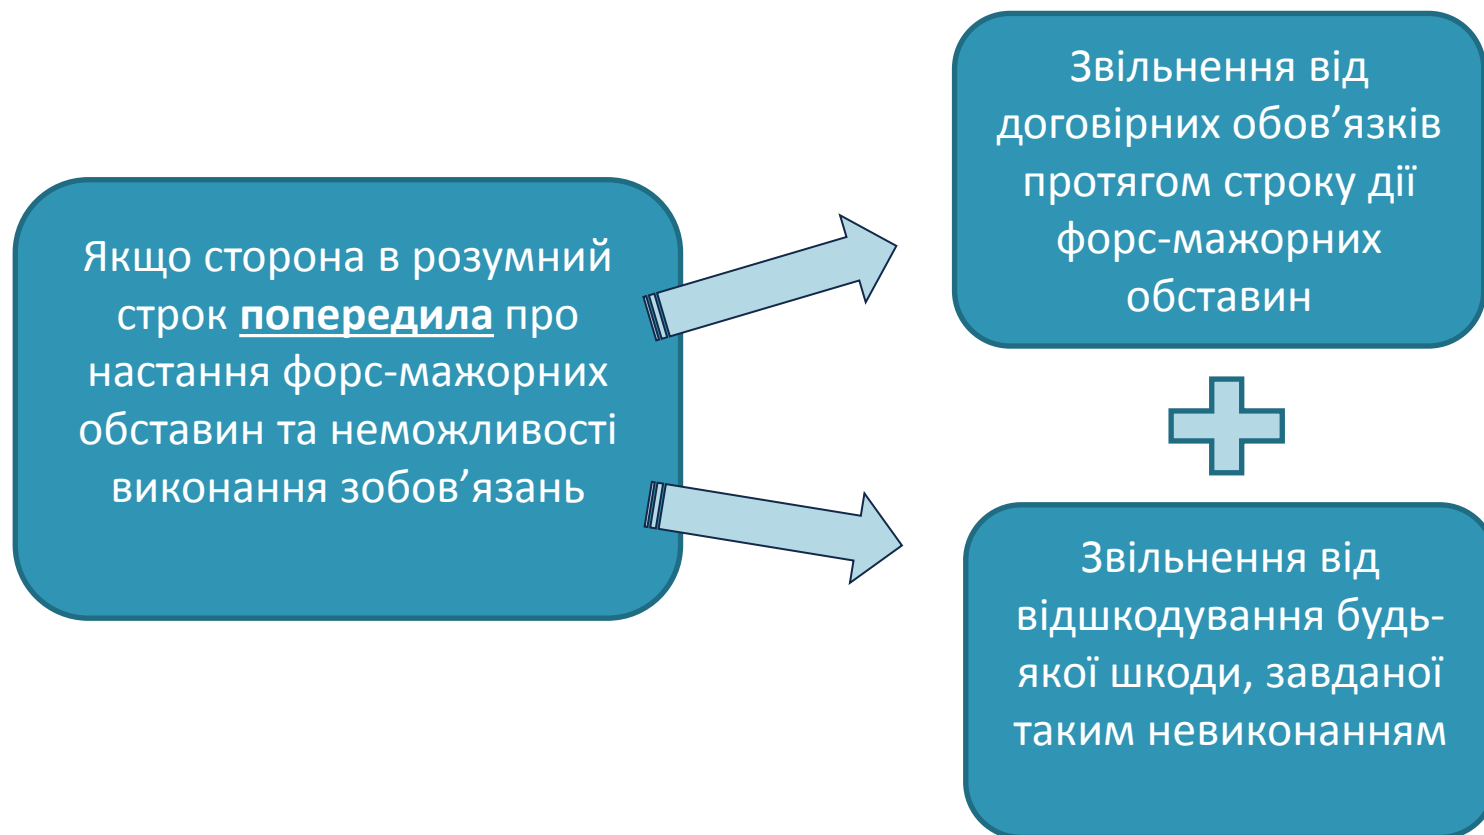 Якщо сторона в розумний
строк попередила про
настання форс-мажорних
обставин та неможливості
виконання зобов’язань
Звільнення від
договірних обов’язків
протягом строку дії
форс-мажорних
обставин
Звільнення від
відшкодування будь-
якої шкоди, завданої
таким невиконанням